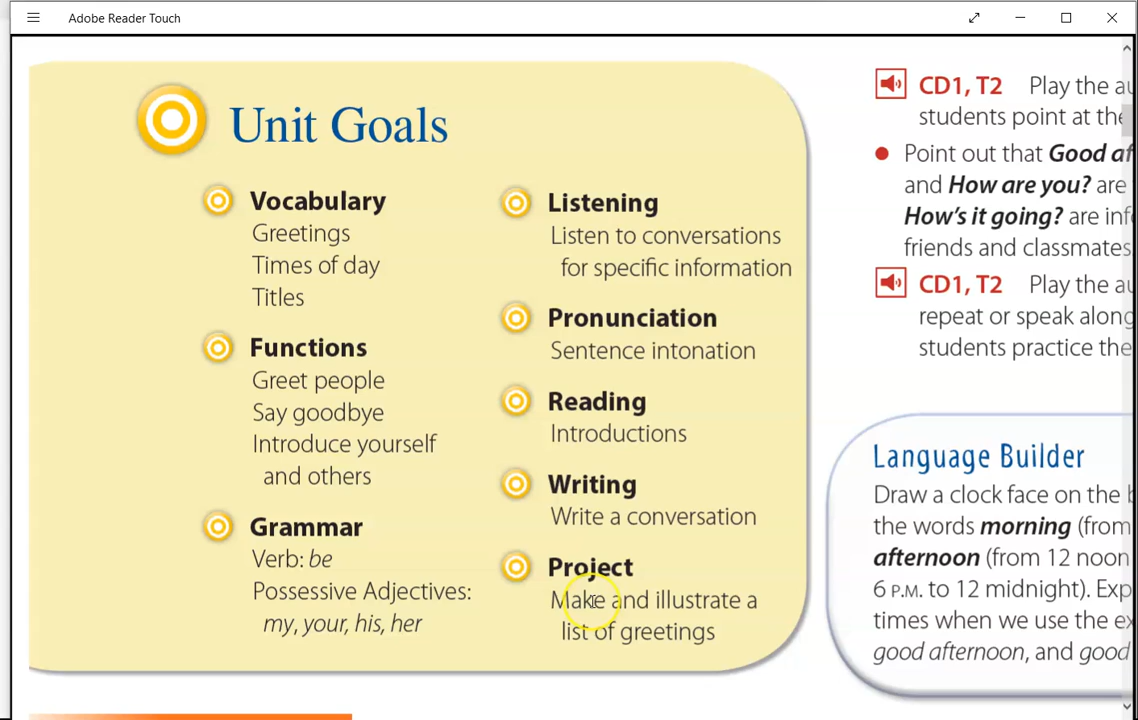 Adobe Reader Touch
Unit Goals
Vocabulary
Greetings
Times of day
Titles
Functions
Greet people
Say goodbye
Introduce yourself
and others
Grammar
Verb: be
Possessive Adjectives:
my, your, his, her
Listening
Listen to conversations
for specific information
Pronunciation
Sentence intonation
Reading
Introductions
Writing
Write a conversation
Project
Make and illustrate a
list of greetings
CD1, T2 Play the
students point at the
Point out that Good
and How are you? are
How's it going? are
friends and classmates
CD1, T2 Play the
repeat or speak along
students practice the
Language Builder
Draw a clock face on the
the words morning (from
afternoon (from 12 noon
6 P.M. to 12 midnight).
times when we use the
good afternoon, and good